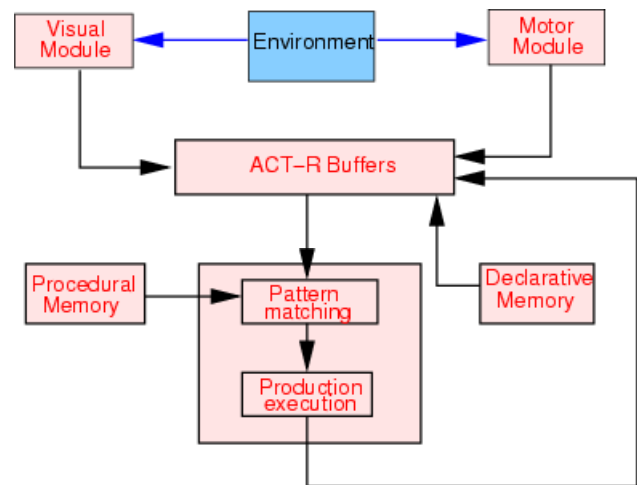 Visual
Module
Environment
Motor
Module
ACT-R Buffers
Procedural
Memory
Pattern
matching
Declarative
Memory
Production
execution